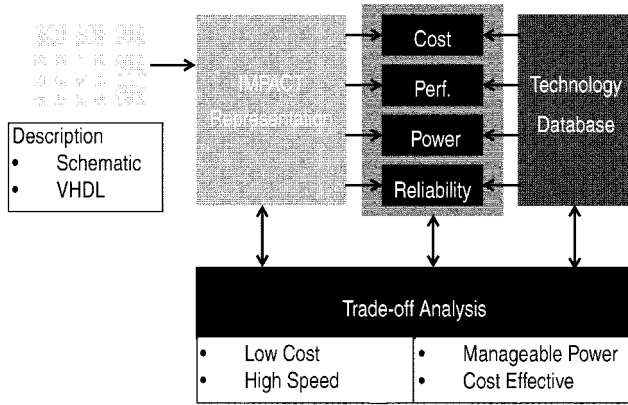 Description
• Schematic
• VHDL
IMPACT
Representation
Cost
Perf.
Power
Reliability
Technology
Database
Trade-off Analysis
• Low Cost
• High Speed
• Manageable Power
• Cost Effective